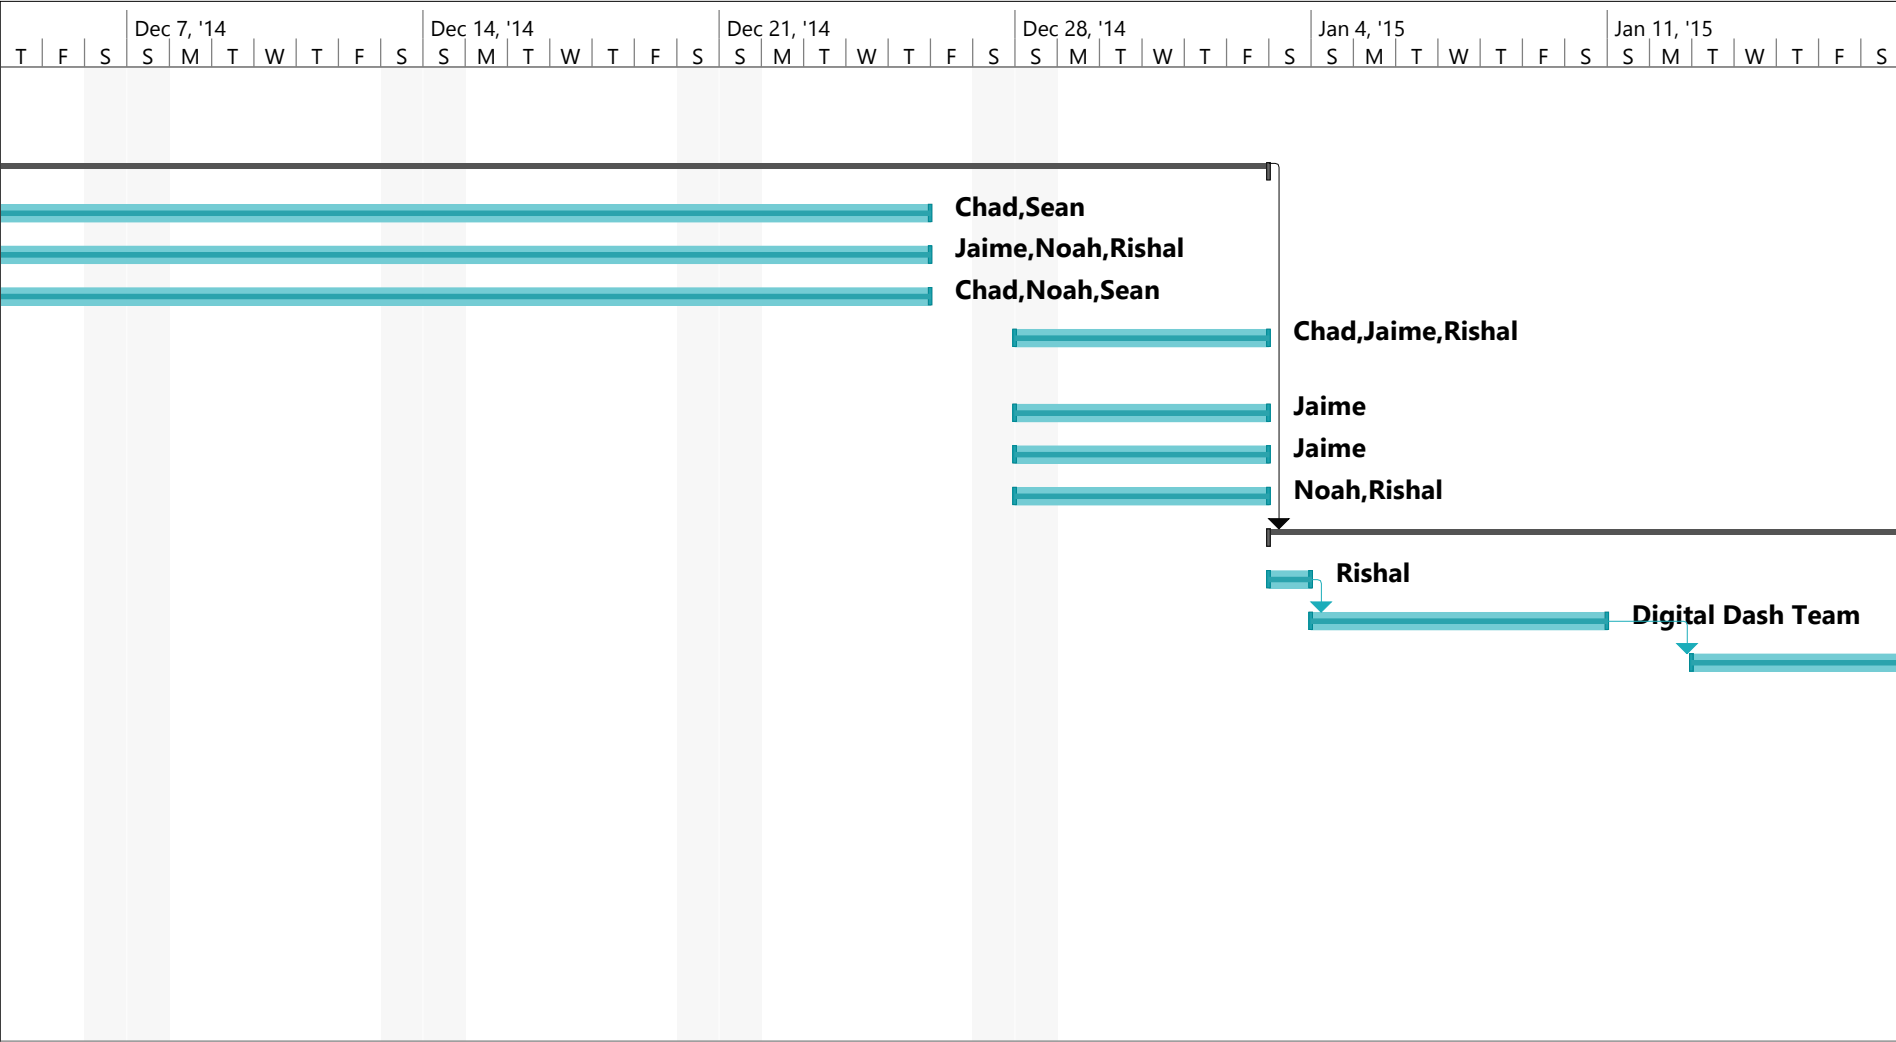 Dec 7, '14 Dec 14, '14 Dec 21, '14 Dec 28, '14 Jan 4, '15 Jan 11, '15
T F S S M T W T F S S M T W T F S S M T W T F S S M T W T F S S M T W T F S S M T W T F S
Chad,Sean
Jaime,Noah,Rishal
Chad,Noah,Sean
Chad,Jaime,Rishal
Jaime
Jaime
Noah,Rishal
Rishal
Digital Dash Team